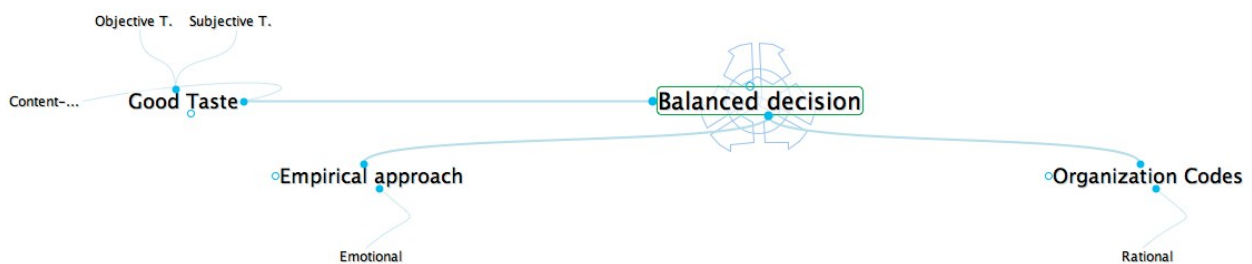 Objective T. Subjective T.
Content-...
Good Taste
Balanced decision
Empirical approach
Organization Codes
Emotional
Rational